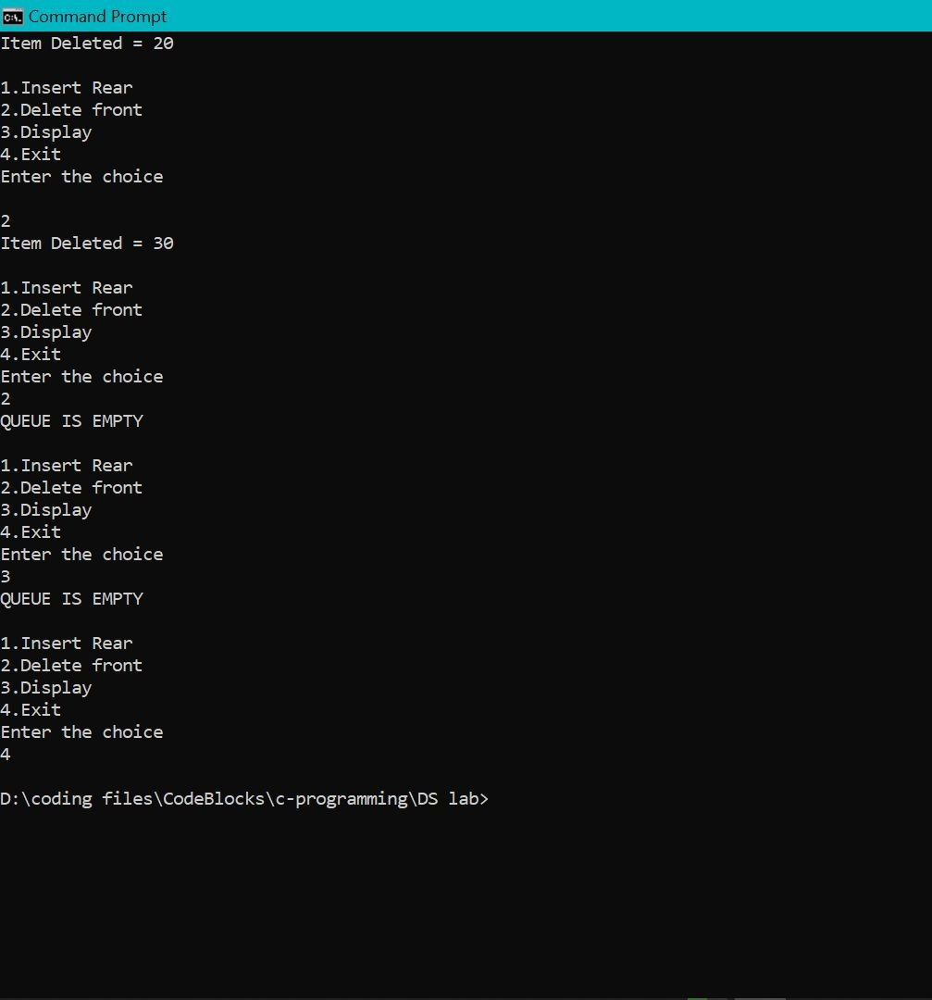 Command Prompt
Item Deleted = 20
1.Insert Rear
2.Delete front
3.Display
4.Exit
Enter the choice
2
Item Deleted = 30
1.Insert Rear
2.Delete front
3.Display
4.Exit
Enter the choice
2
QUEUE IS EMPTY
1.Insert Rear
2.Delete front
3.Display
4.Exit
Enter the choice
3
QUEUE IS EMPTY
1.Insert Rear
2.Delete front
3.Display
4.Exit
Enter the choice
4
D:\coding files\CodeBlocks\c-programming\DS lab>